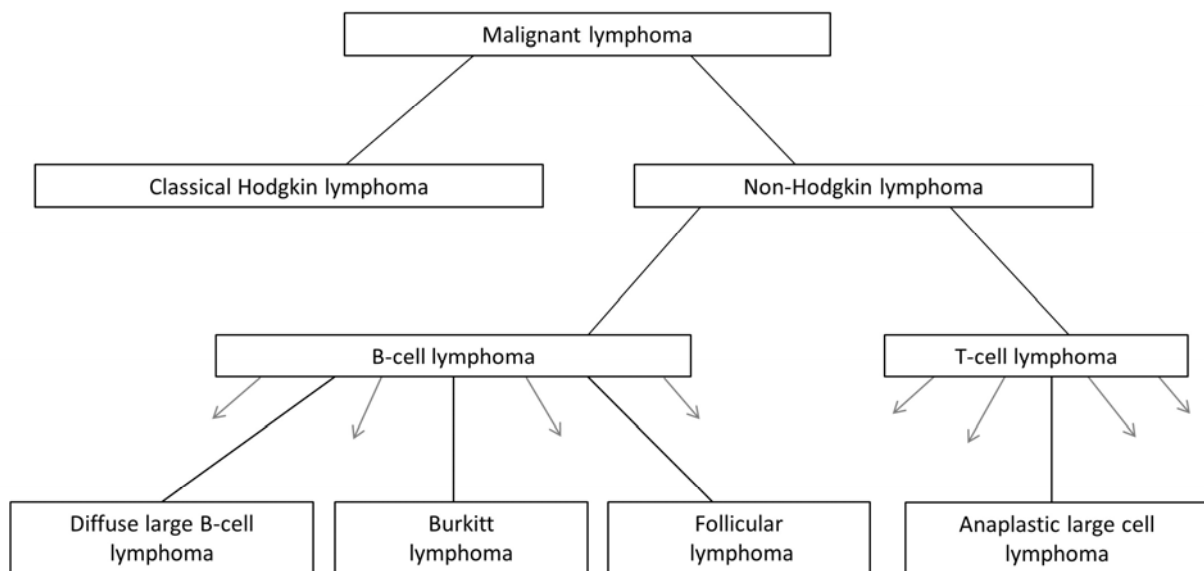 Malignant lymphoma
Classical Hodgkin lymphoma
Non-Hodgkin lymphoma
B-cell lymphoma
T-cell lymphoma
Diffuse large B-cell
lymphoma
Burkitt
lymphoma
Follicular
lymphoma
Anaplastic large cell
lymphoma